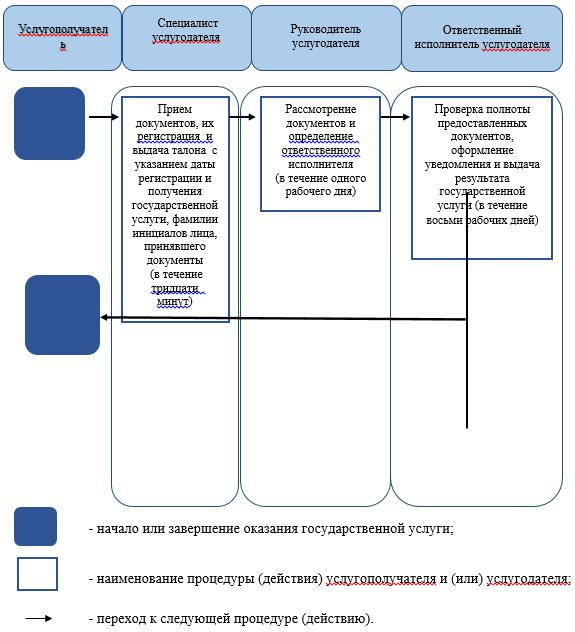 Услугополучател
ь
Специалист
услугодателя
Руководитель
услугодателя
Ответственный
исполнитель услугодателя
Прием
документов, их
регистрация и
выдача талона с
указанием даты
регистрации и
получения
государственной
услуги, фамилии
инициалов лица,
принявшего
документы
(в течение
тридцати
минут)
Рассмотрение
документов и
определение
ответственного
исполнителя
(в течение одного
рабочего дня)
Проверка полноты
предоставленных
документов,
оформление
уведомления и выдача
результата
государственной
услуги (в течение
восьми рабочих дней)
- начало или завершение оказания государственной услуги;
- наименование процедуры (действия) услугополучателя и (или) услугодателя;
- переход к следующей процедуре (действию).